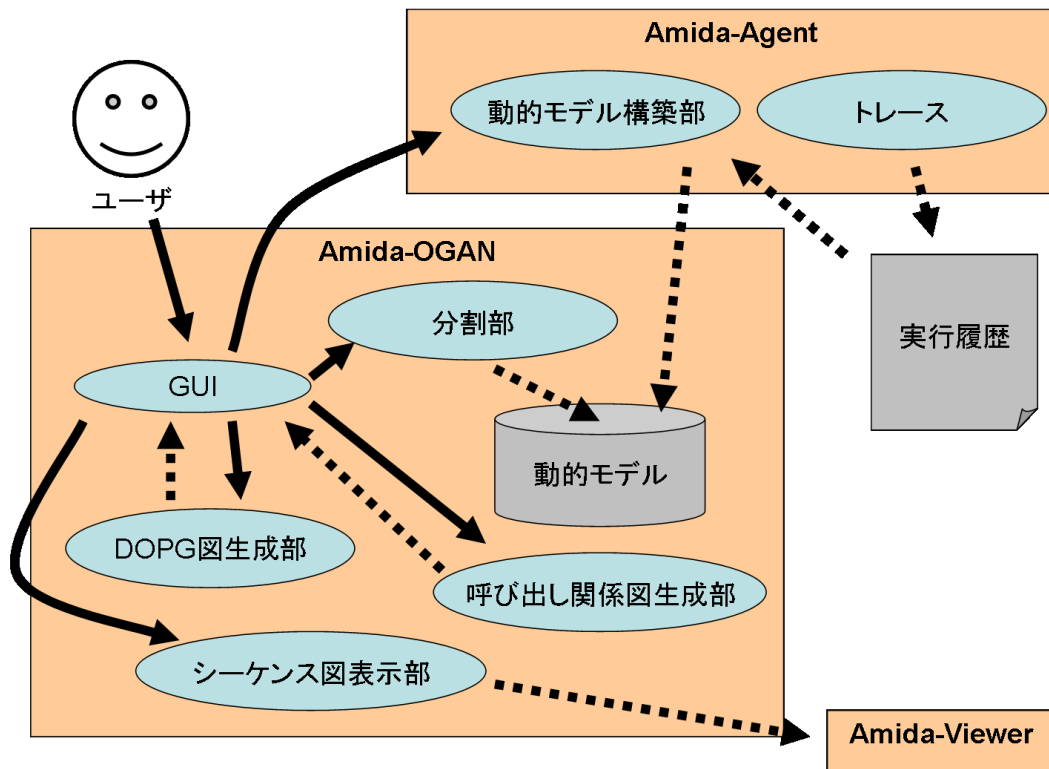 Amida-Agent
動的モデル構築部
トレース
ユーザ
Amida-OGAN
分割部
実行履歴
GUI
動的モデル
DOPG図生成部
呼び出し関係図生成部
シーケンス図表示部
Amida-Viewer